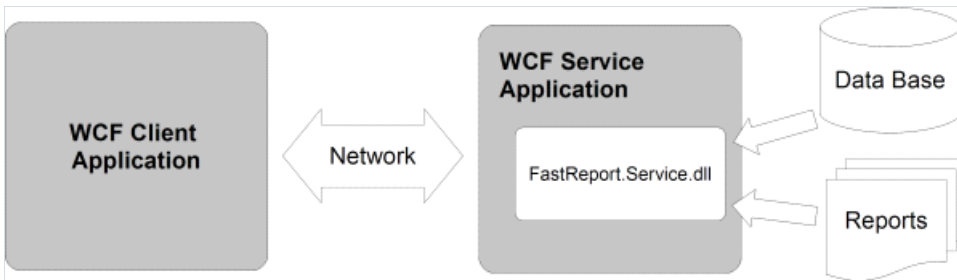 WCF Client
Application
Network
WCF Service
Application
FastReport.Service.dll
Data Base
Reports